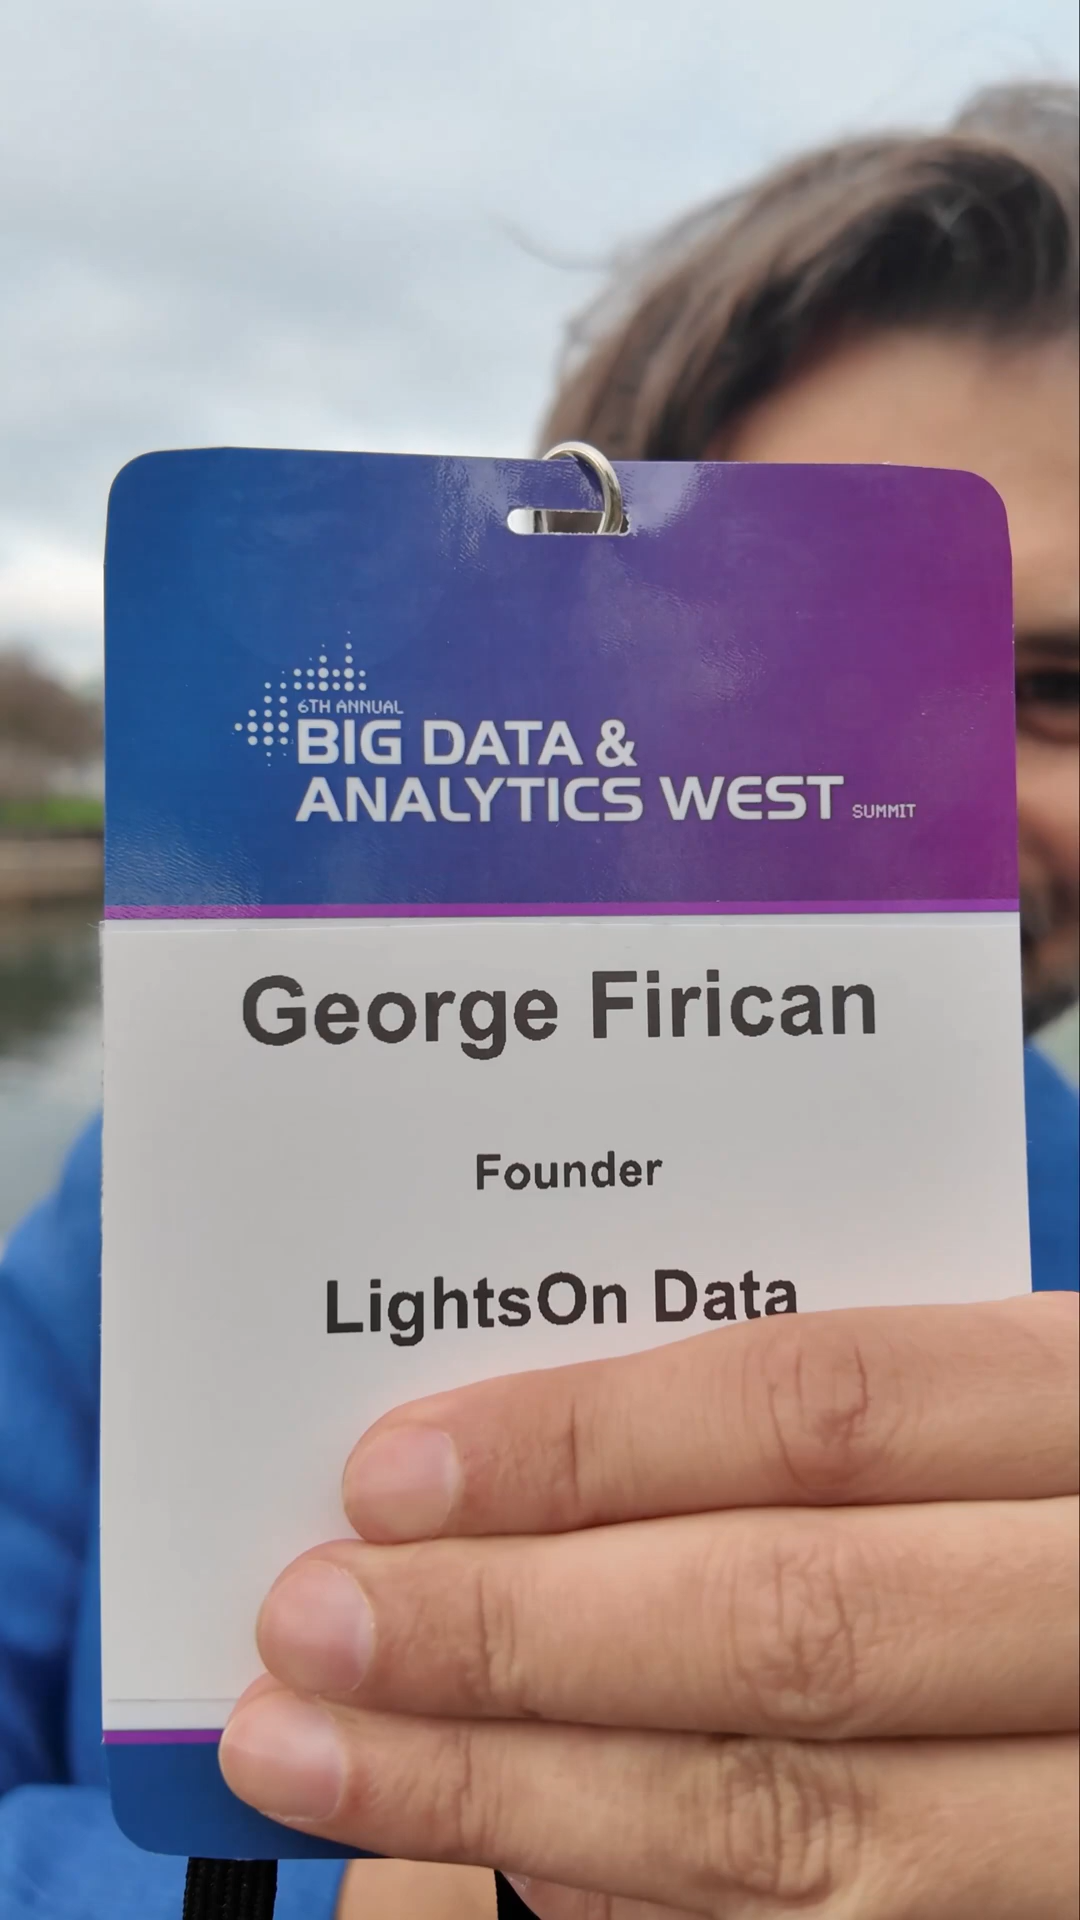 6TH ANNUAL
BIG DATA &
ANALYTICS WEST SUMMIT
George Firican
Founder
LightsOn Data